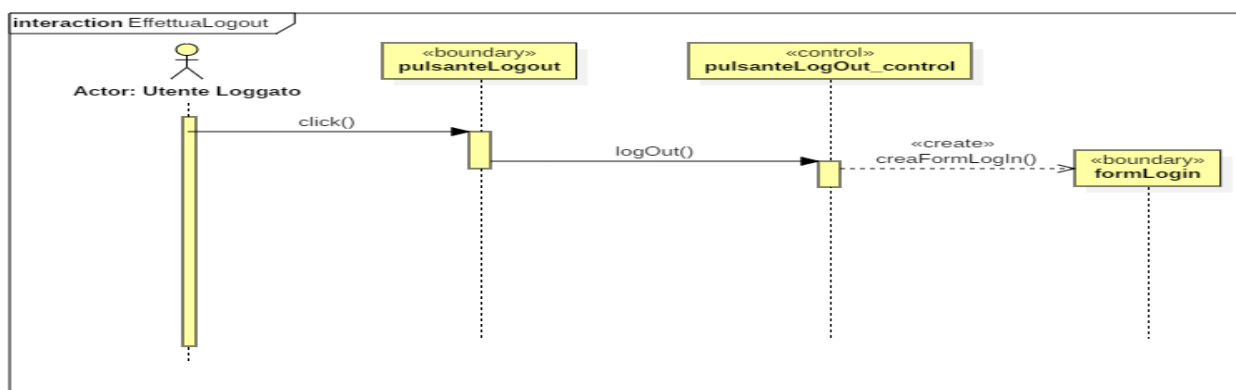 interaction EffettuaLogout
Actor: Utente Loggato
«boundary»
pulsanteLogout
«control»
pulsanteLogOut_control
click()
logOut()
«create»
creaFormLogIn()
«boundary»
formLogin